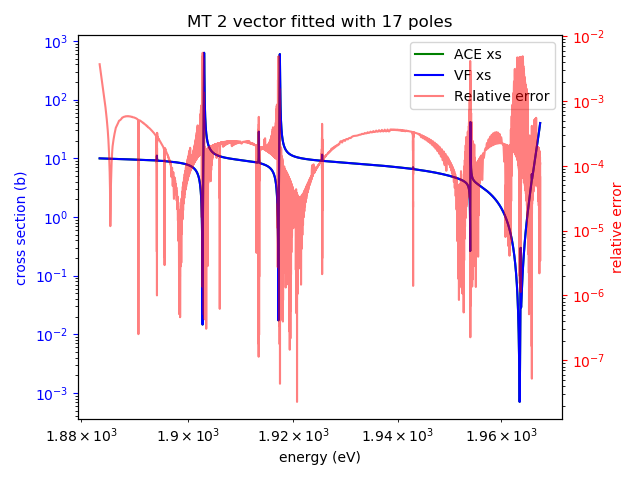 MT 2 vector fitted with 17 poles
ACE xs
VF xs
Relative error
cross section (b)
10³
10²
10¹
10⁰
10⁻¹
10⁻²
10⁻³
10⁻²
10⁻³
10⁻⁴
10⁻⁵
10⁻⁶
10⁻⁷
relative error
1.88 × 10³
1.9 × 10³
1.92 × 10³
1.94 × 10³
1.96 × 10³
energy (eV)